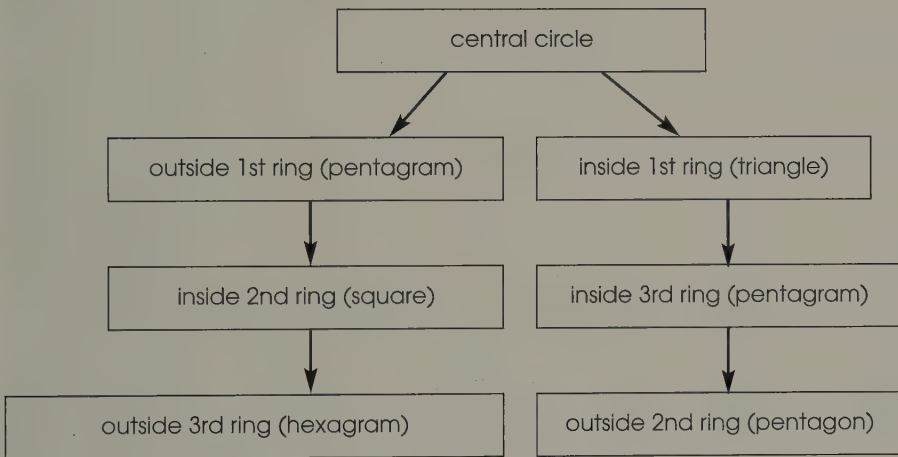 central circle
outside 1st ring (pentagram)
inside 1st ring (triangle)
inside 2nd ring (square)
inside 3rd ring (pentagram)
outside 3rd ring (hexagram)
outside 2nd ring (pentagon)